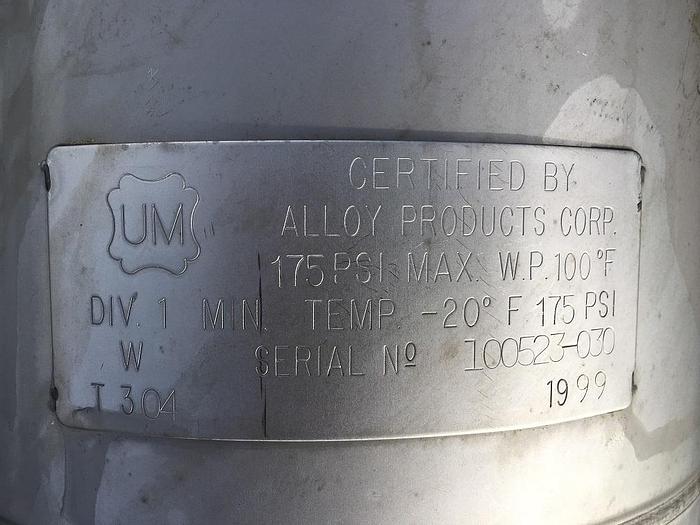 UM
CERTIFIED BY
ALLOY PRODUCTS CORP.
175 PSI MAX. W.P. 100°F
DIV. 1 MIN. TEMP. -20° F 175 PSI
W SERIAL Nº 100523-030
T 304 1999